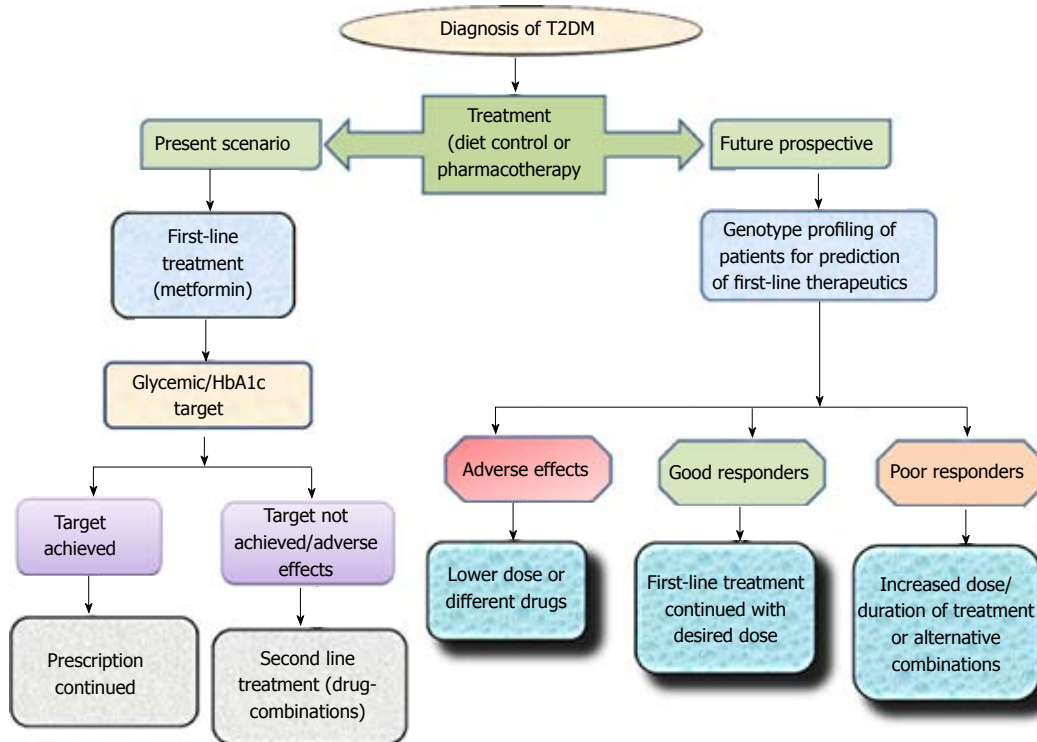 Diagnosis of T2DM
Treatment
(diet control or
pharmacotherapy
Present scenario
Future prospective
First-line
treatment
(metformin)
Genotype profiling of
patients for prediction
of first-line therapeutics
Glycemic/HbA1c
target
Adverse effects
Good responders
Poor responders
Target
achieved
Target not
achieved/adverse
effects
Lower dose or
different drugs
First-line treatment
continued with
desired dose
Increased dose/
duration of treatment
or alternative
combinations
Prescription
continued
Second line
treatment (drug-
combinations)